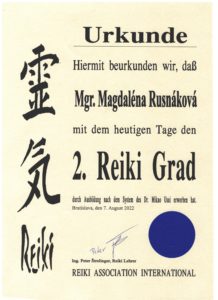 Urkunde
Hiermit beurkunden wir, daß
Mgr. Magdaléna Rusnáková
mit dem heutigen Tage den
2. Reiki Grad
durch Ausbildung nach dem System des Dr. Mikao Usui erworben hat.
Bratislava, den 7. August 2022
Ing. Peter Štrelinger, Reiki Lehrer
REIKI ASSOCIATION INTERNATIONAL
靈
気
Reiki